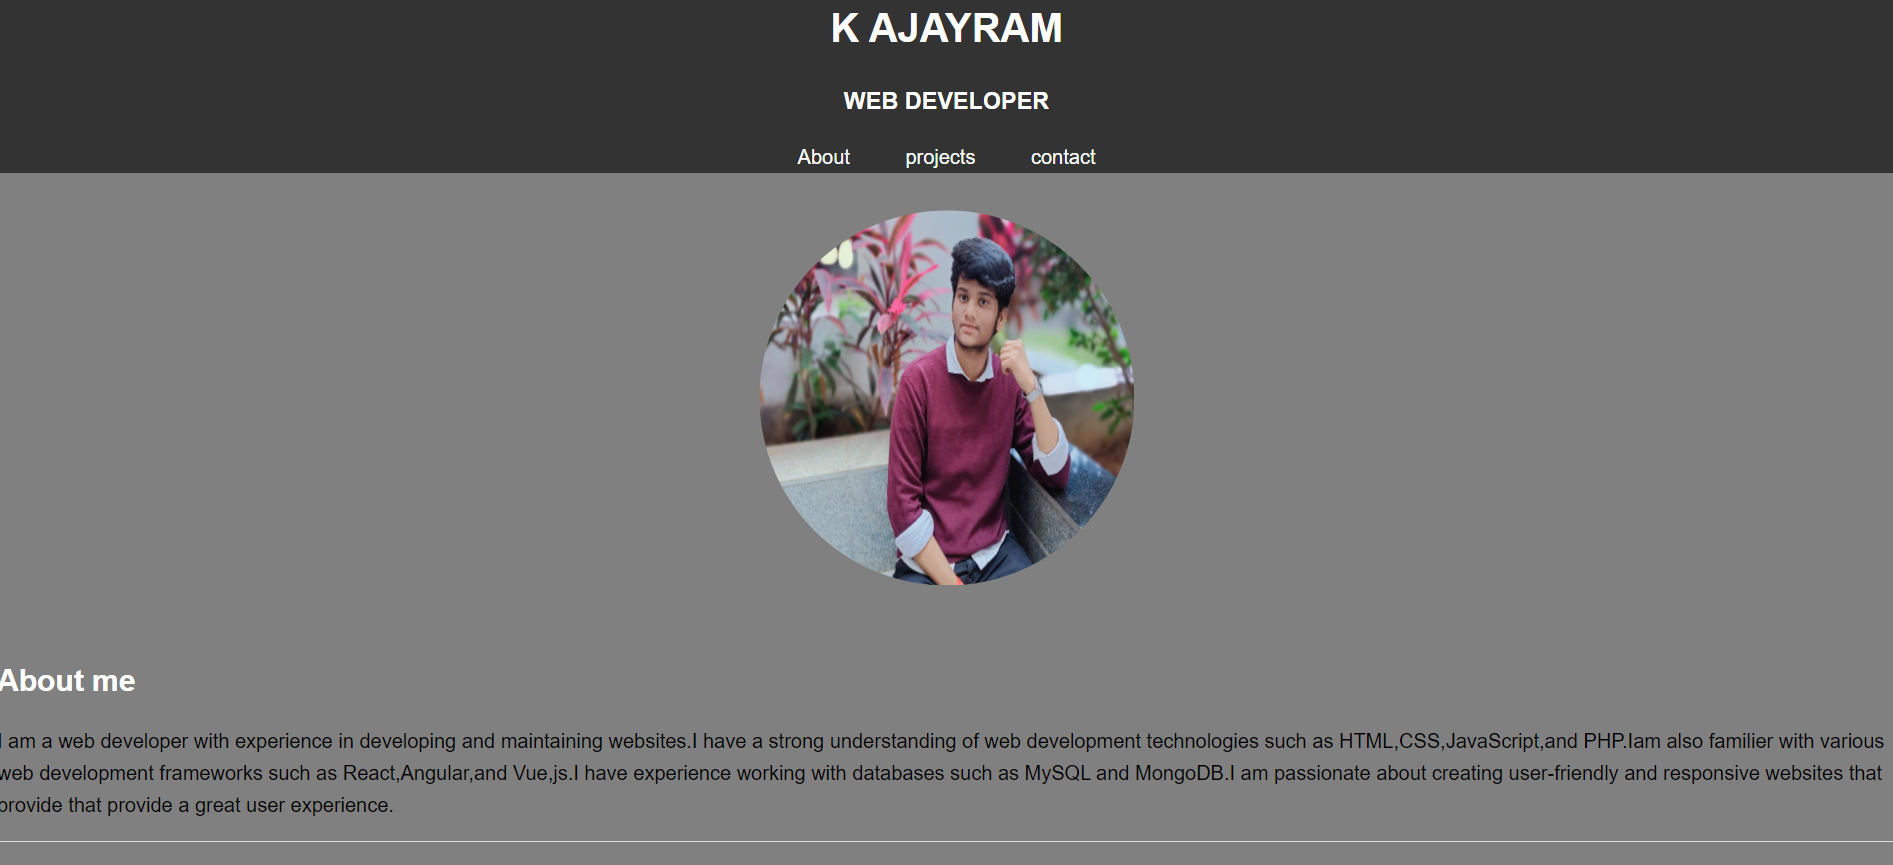 K AJAYRAM
WEB DEVELOPER
About projects contact
About me
I am a web developer with experience in developing and maintaining websites.I have a strong understanding of web development technologies such as HTML,CSS,JavaScript,and PHP.Iam also familier with various
web development frameworks such as React,Angular,and Vue,js.I have experience working with databases such as MySQL and MongoDB.I am passionate about creating user-friendly and responsive websites that
provide that provide a great user experience.